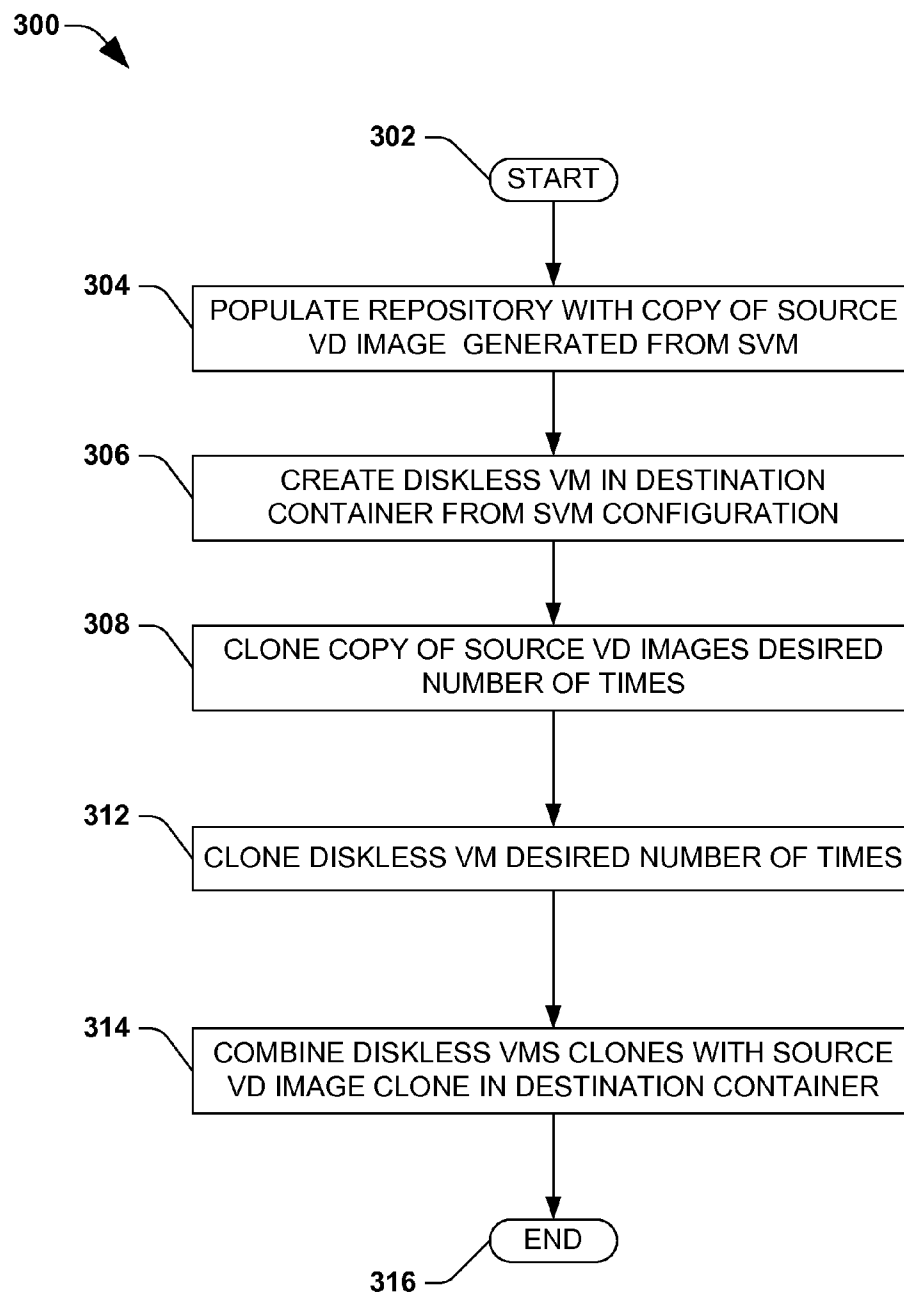 300
302
START
304
POPULATE REPOSITORY WITH COPY OF SOURCE
VD IMAGE GENERATED FROM SVM
306
CREATE DISKLESS VM IN DESTINATION
CONTAINER FROM SVM CONFIGURATION
308
CLONE COPY OF SOURCE VD IMAGES DESIRED
NUMBER OF TIMES
312
CLONE DISKLESS VM DESIRED NUMBER OF TIMES
314
COMBINE DISKLESS VMS CLONES WITH SOURCE
VD IMAGE CLONE IN DESTINATION CONTAINER
END
316